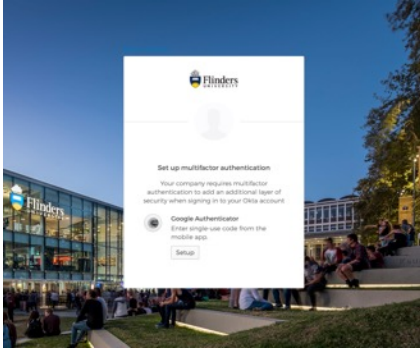 Flinders
UNIVERSITY
Set up multifactor authentication
Your company requires multifactor
authentication to add an additional layer of
security when signing in to your Okta account
Google Authenticator
Enter single-use code from the
mobile app.
Setup
Flinders